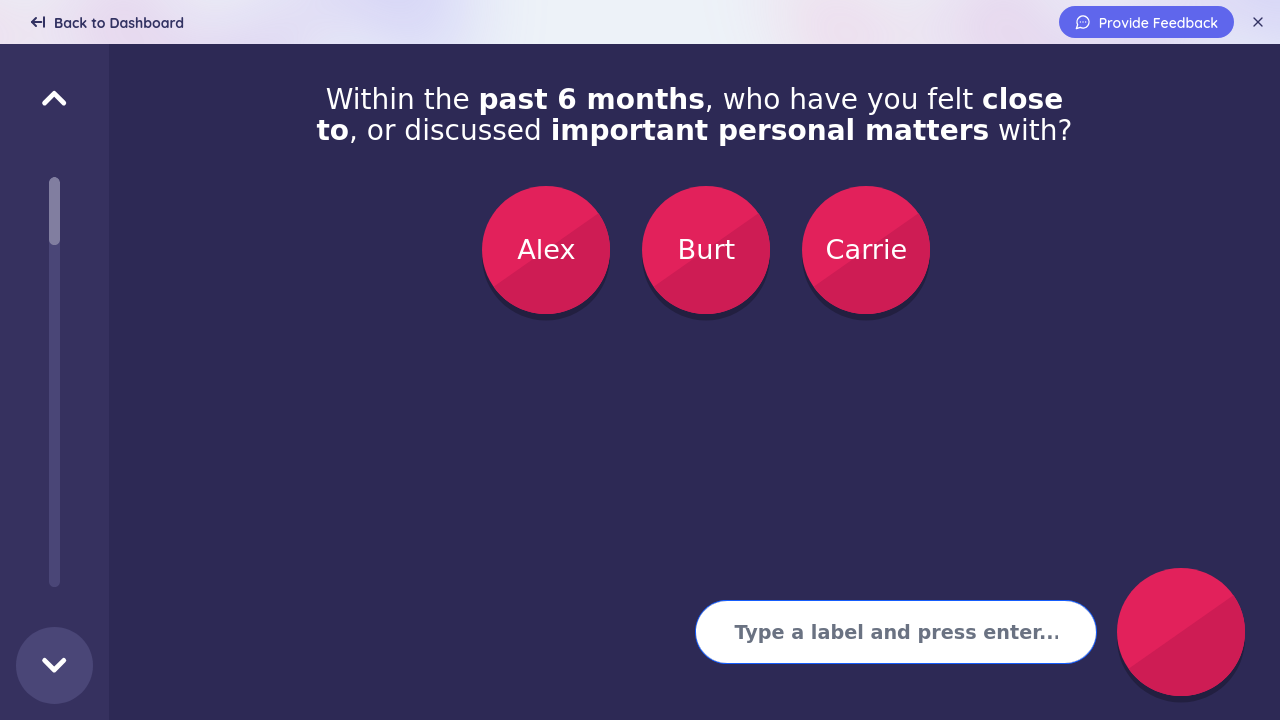 Back to Dashboard
Provide Feedback
Within the past 6 months, who have you felt close
to, or discussed important personal matters with?
Alex
Burt
Carrie
Type a label and press enter...